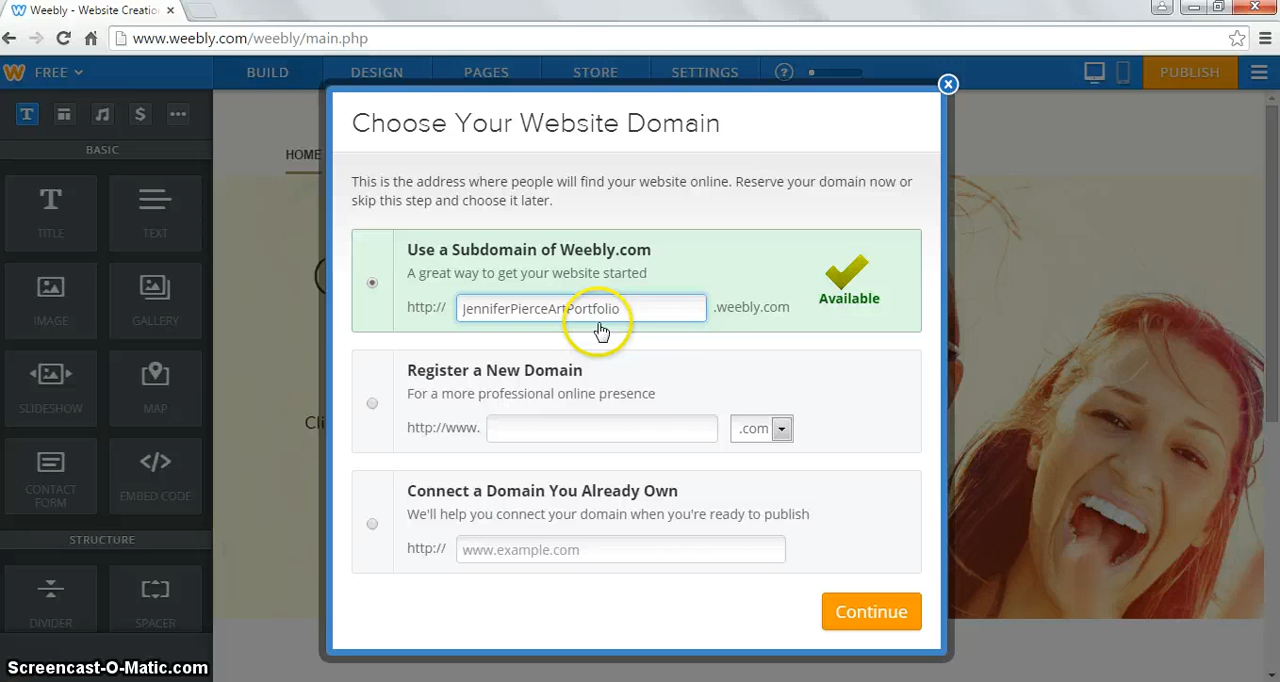 Weebly - Website Creatio
www.weebly.com/weebly/main.php
FREE
BUILD
DESIGN
PAGES
STORE
SETTINGS
?
PUBLISH
BASIC
TITLE
TEXT
IMAGE
GALLERY
SLIDESHOW
MAP
CONTACT
FORM
EMBED CODE
STRUCTURE
DIVIDER
SPACER
HOME
Cli
Choose Your Website Domain
This is the address where people will find your website online. Reserve your domain now or
skip this step and choose it later.
Use a Subdomain of Weebly.com
A great way to get your website started
http:// JenniferPierceArtPortfolio .weebly.com
Available
Register a New Domain
For a more professional online presence
http://www. .com
Connect a Domain You Already Own
We'll help you connect your domain when you're ready to publish
http:// www.example.com
Continue
Screencast-O-Matic.com